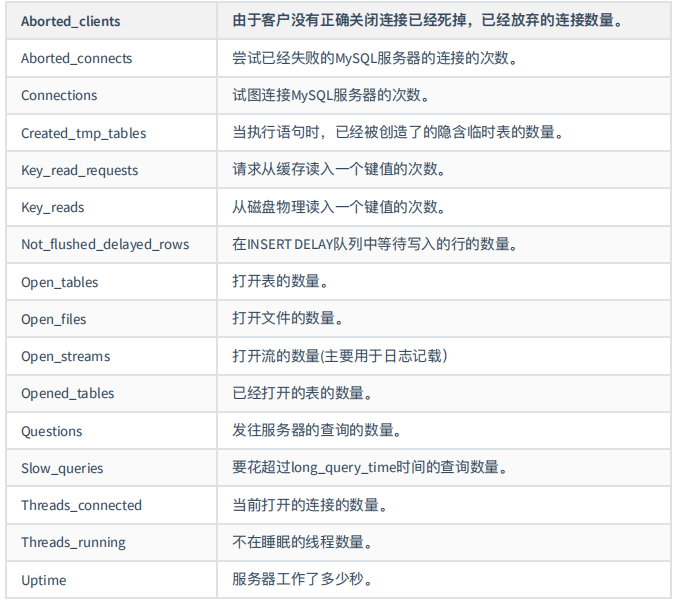 Aborted_clients 由于客户没有正确关闭连接已经死掉，已经放弃的连接数量。
Aborted_connects 尝试已经失败的MySQL服务器的连接的次数。
Connections 试图连接MySQL服务器的次数。
Created_tmp_tables 当执行语句时，已经被创造了的隐含临时表的数量。
Key_read_requests 请求从缓存读入一个键值的次数。
Key_reads 从磁盘物理读入一个键值的次数。
Not_flushed_delayed_rows 在INSERT DELAY队列中等待写入的行的数量。
Open_tables 打开表的数量。
Open_files 打开文件的数量。
Open_streams 打开流的数量(主要用于日志记载）
Opened_tables 已经打开的表的数量。
Questions 发往服务器的查询的数量。
Slow_queries 要花超过long_query_time时间的查询数量。
Threads_connected 当前打开的连接的数量。
Threads_running 不在睡眠的线程数量。
Uptime 服务器工作了多少秒。